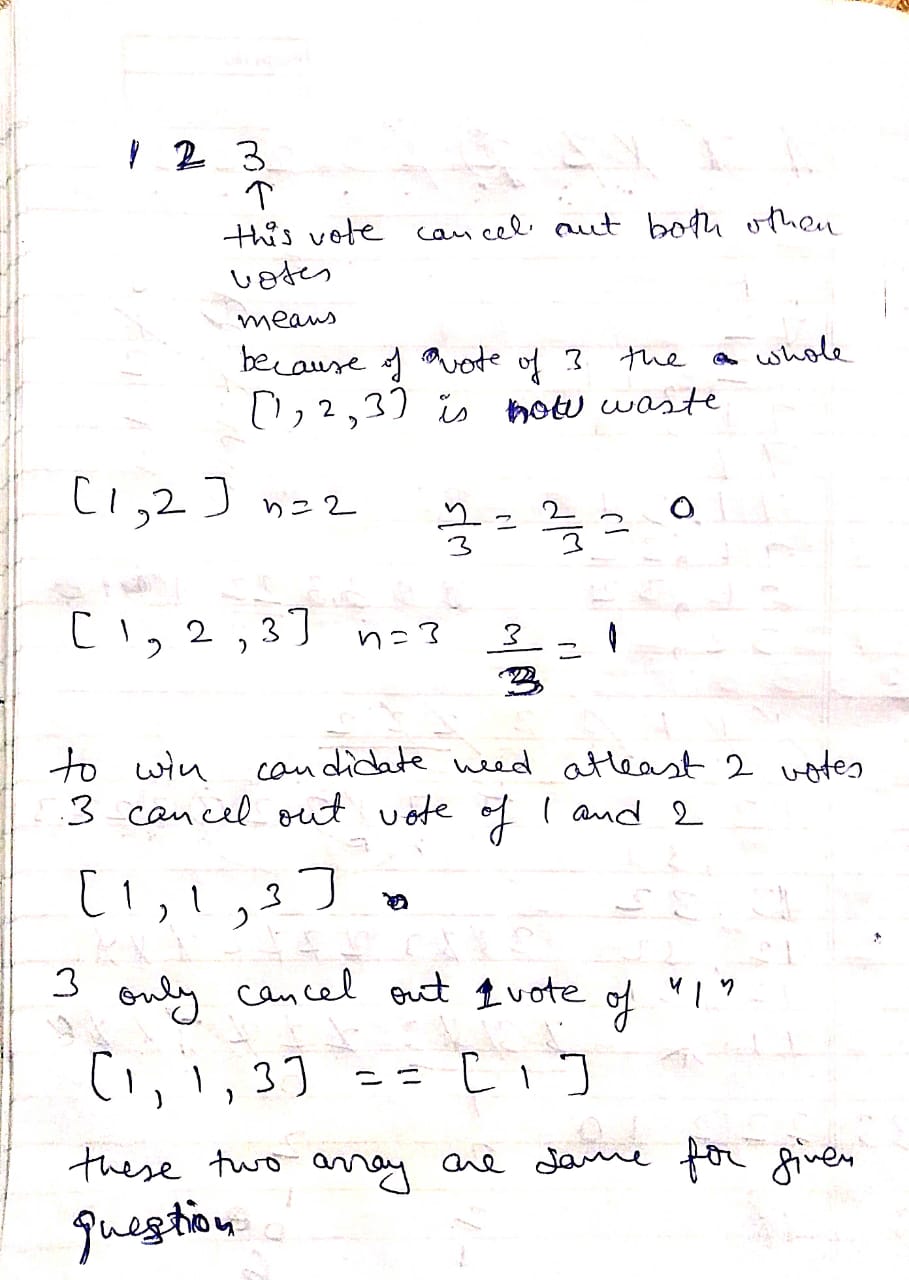 1 2 3
↑
this vote cancel out both other
votes
means
because of vote of 3 the a whole
[1, 2, 3] is now waste
[1, 2] n=2 n/3 = 2/3 = 0
[1, 2, 3] n=3 3/3 = 1
to win candidate need atleast 2 votes
3 cancel out vote of 1 and 2
[1, 1, 3]
3 only cancel out 1 vote of "1"
[1, 1, 3] == [1]
these two array are same for given
question